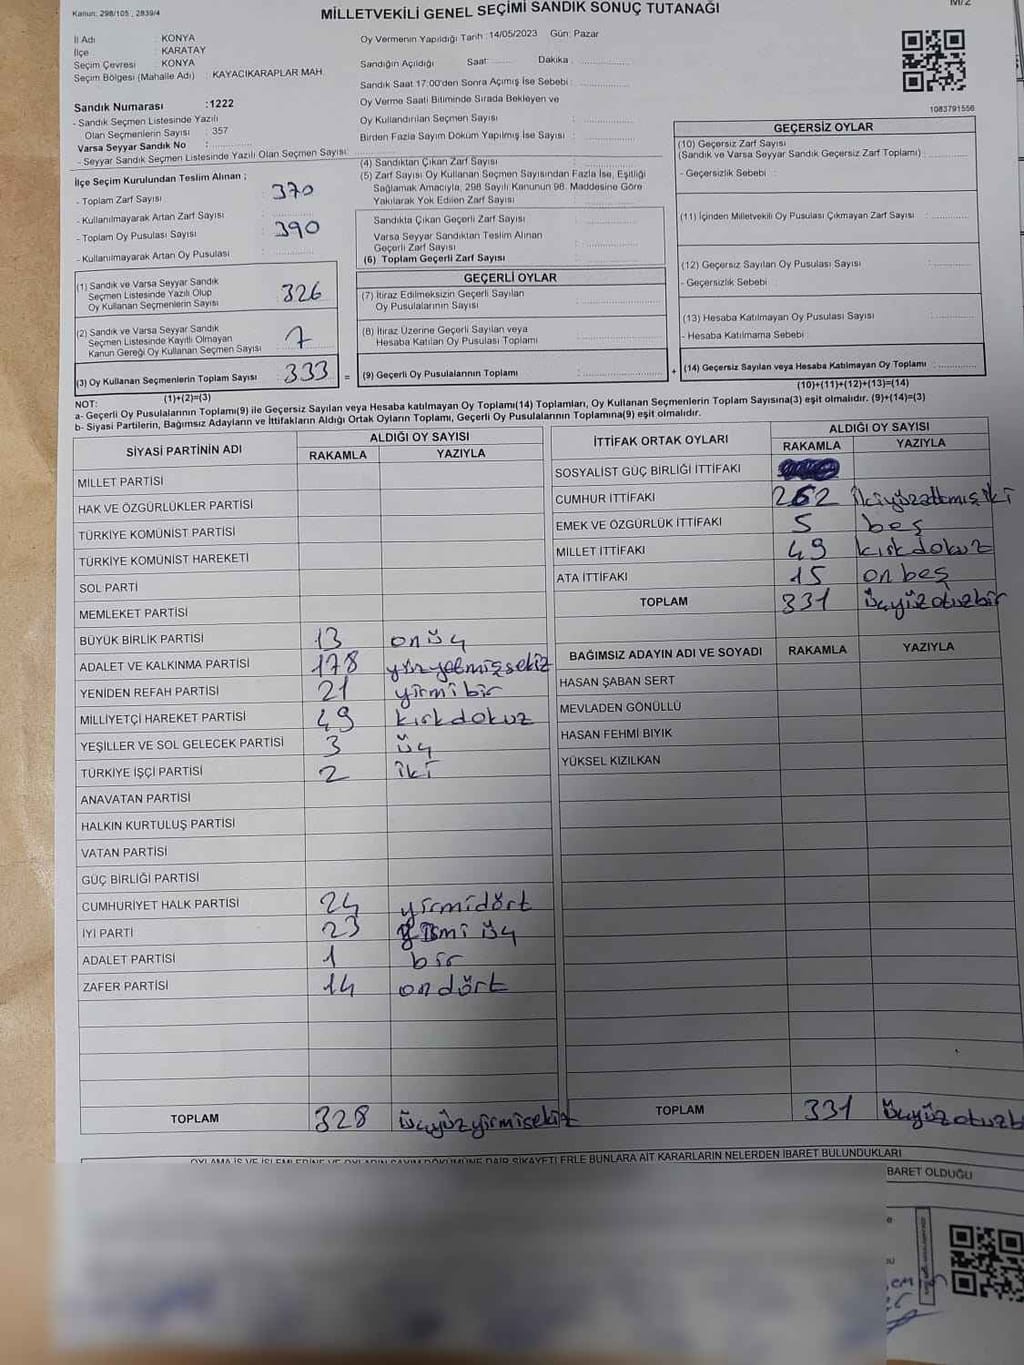 Kanun: 298/105 , 2839/4
MİLLETVEKİLİ GENEL SEÇİMİ SANDIK SONUÇ TUTANAĞI
M/2
İl Adı : KONYA
İlçe : KARATAY
Seçim Çevresi : KONYA
Seçim Bölgesi (Mahalle Adı) : KAYACIKARAPLAR MAH.
Oy Vermenin Yapıldığı Tarih :14/05/2023 Gün: Pazar
Sandığın Açıldığı Saat: Dakika :
Sandık Saat 17:00'den Sonra Açımış İse Sebebi :
Sandık Numarası :1222
- Sandık Seçmen Listesinde Yazılı
Olan Seçmenlerin Sayısı : 357
Varsa Seyyar Sandık No :
- Seyyar Sandık Seçmen Listesinde Yazılı Olan Seçmen Sayısı:
Oy Verme Saati Bitiminde Sırada Bekleyen ve
Oy Kullandırılan Seçmen Sayısı :
Birden Fazla Sayım Döküm Yapılmış İse Sayısı :
1083791556
İlçe Seçim Kurulundan Teslim Alınan ;
- Toplam Zarf Sayısı : 370
- Kullanılmayarak Artan Zarf Sayısı :
- Toplam Oy Pusulası Sayısı : 390
- Kullanılmayarak Artan Oy Pusulası :
(4) Sandıktan Çıkan Zarf Sayısı :
(5) Zarf Sayısı Oy Kullanan Seçmen Sayısından Fazla İse, Eşitliği
Sağlamak Amacıyla, 298 Sayılı Kanunun 98. Maddesine Göre
Yakılarak Yok Edilen Zarf Sayısı :
Sandıkta Çıkan Geçerli Zarf Sayısı :
Varsa Seyyar Sandıktan Teslim Alınan
Geçerli Zarf Sayısı :
(6) Toplam Geçerli Zarf Sayısı :
GEÇERSİZ OYLAR
(10) Geçersiz Zarf Sayısı
(Sandık ve Varsa Seyyar Sandık Geçersiz Zarf Toplamı) :
- Geçersizlik Sebebi :
(11) İçinden Milletvekili Oy Pusulası Çıkmayan Zarf Sayısı :
(12) Geçersiz Sayılan Oy Pusulası Sayısı :
- Geçersizlik Sebebi :
(13) Hesaba Katılmayan Oy Pusulası Sayısı :
- Hesaba Katılmama Sebebi :
(14) Geçersiz Sayılan veya Hesaba Katılmayan Oy Toplamı :
(10)+(11)+(12)+(13)=(14)
(1) Sandık ve Varsa Seyyar Sandık
Seçmen Listesinde Yazılı Olup
Oy Kullanan Seçmenlerin Sayısı : 326
(2) Sandık ve Varsa Seyyar Sandık
Seçmen Listesinde Kayıtlı Olmayan
Kanun Gereği Oy Kullanan Seçmen Sayısı : 7
(3) Oy Kullanan Seçmenlerin Toplam Sayısı : 333 =
(1)+(2)=(3)
GEÇERLİ OYLAR
(7) İtiraz Edilmeksizin Geçerli Sayılan
Oy Pusulalarının Sayısı :
(8) İtiraz Üzerine Geçerli Sayılan veya
Hesaba Katılan Oy Pusulası Toplamı :
(9) Geçerli Oy Pusulalarının Toplamı : +
NOT:
a- Geçerli Oy Pusulalarının Toplamı(9) ile Geçersiz Sayılan veya Hesaba katılmayan Oy Toplamı(14) Toplamları, Oy Kullanan Seçmenlerin Toplam Sayısına(3) eşit olmalıdır. (9)+(14)=(3)
b- Siyasi Partilerin, Bağımsız Adayların ve İttifakların Aldığı Ortak Oyların Toplamı, Geçerli Oy Pusulalarının Toplamına(9) eşit olmalıdır.
SİYASİ PARTİNİN ADI ALDIĞI OY SAYISI
RAKAMLA YAZIYLA
MİLLET PARTİSİ
HAK VE ÖZGÜRLÜKLER PARTİSİ
TÜRKİYE KOMÜNİST PARTİSİ
TÜRKİYE KOMÜNİST HAREKETİ
SOL PARTİ
MEMLEKET PARTİSİ
BÜYÜK BİRLİK PARTİSİ 13 onüç
ADALET VE KALKINMA PARTİSİ 178 yüzyetmişsekiz
YENİDEN REFAH PARTİSİ 21 yirmi bir
MİLLİYETÇİ HAREKET PARTİSİ 49 kırkdokuz
YEŞİLLER VE SOL GELECEK PARTİSİ 3 üç
TÜRKİYE İŞÇİ PARTİSİ 2 iki
ANAVATAN PARTİSİ
HALKIN KURTULUŞ PARTİSİ
VATAN PARTİSİ
GÜÇ BİRLİĞİ PARTİSİ
CUMHURİYET HALK PARTİSİ 24 yirmidört
İYİ PARTİ 23 yirmi üç
ADALET PARTİSİ 1 bir
ZAFER PARTİSİ 14 ondört
TOPLAM 328 üçyüzyirmisekiz
İTTİFAK ORTAK OYLARI ALDIĞI OY SAYISI
RAKAMLA YAZIYLA
SOSYALİST GÜÇ BİRLİĞİ İTTİFAKI
CUMHUR İTTİFAKI 262 ikiyüzaltmışiki
EMEK VE ÖZGÜRLÜK İTTİFAKI 5 beş
MİLLET İTTİFAKI 49 kırkdokuz
ATA İTTİFAKI 15 onbeş
TOPLAM 331 üçyüzotuzbir
BAĞIMSIZ ADAYIN ADI VE SOYADI RAKAMLA YAZIYLA
HASAN ŞABAN SERT
MEVLADEN GÖNÜLLÜ
HASAN FEHMİ BIYIK
YÜKSEL KIZILKAN
TOPLAM 331 üçyüzotuzb
OYLAMA İŞ VE İŞLEMLERİNE VE OYLARIN SAYIM DÖKÜMÜNE DAİR ŞİKAYETLERLE BUNLARA AİT KARARLARIN NELERDEN İBARET BULUNDUKLARI
BARET OLDUĞU